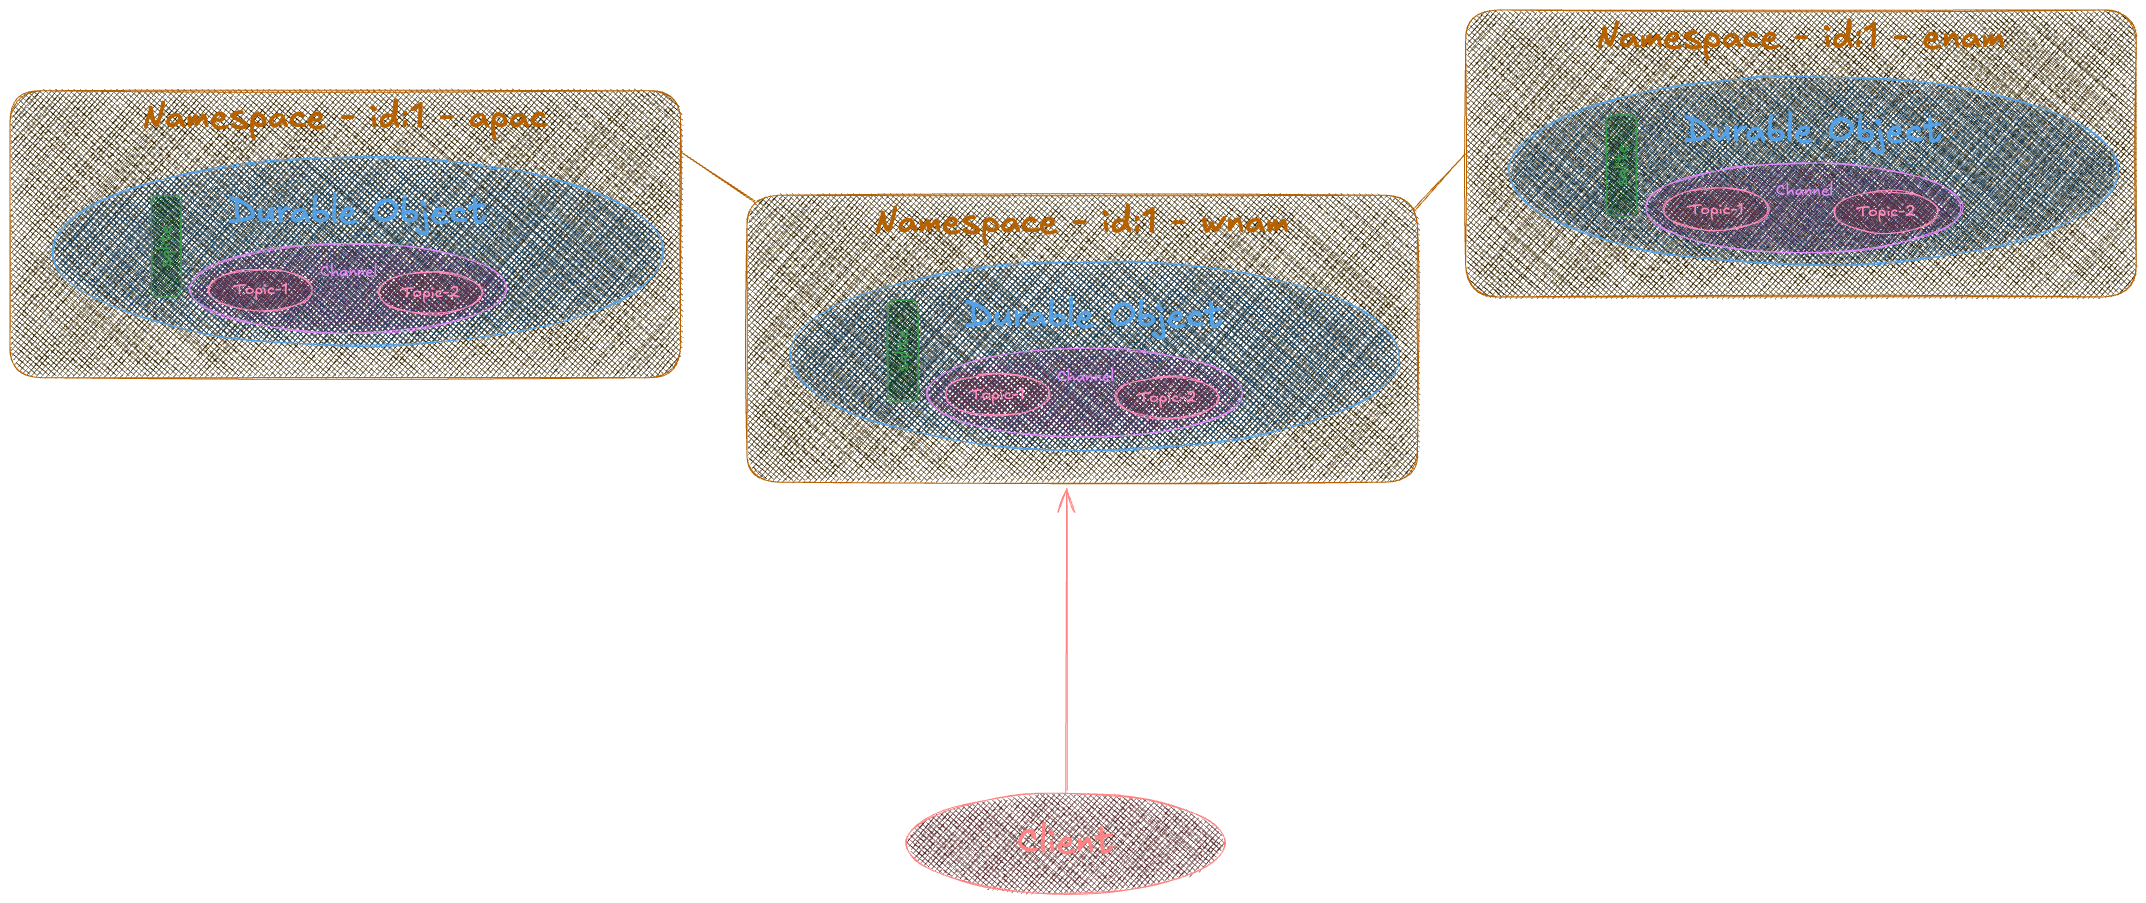 Namespace - id:1 - apac
Durable Object
Channel
Topic-1
Topic-2
Namespace - id:1 - wnam
Durable Object
Channel
Topic-1
Topic-2
Namespace - id:1 - enam
Durable Object
Channel
Topic-1
Topic-2
Client